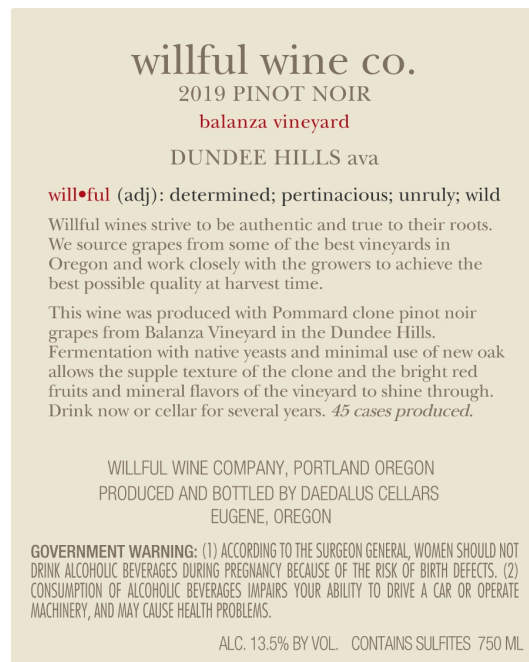 willful wine co.
2019 PINOT NOIR
balanza vineyard
DUNDEE HILLS ava
will•ful (adj): determined; pertinacious; unruly; wild
Willful wines strive to be authentic and true to their roots.
We source grapes from some of the best vineyards in
Oregon and work closely with the growers to achieve the
best possible quality at harvest time.
This wine was produced with Pommard clone pinot noir
grapes from Balanza Vineyard in the Dundee Hills.
Fermentation with native yeasts and minimal use of new oak
allows the supple texture of the clone and the bright red
fruits and mineral flavors of the vineyard to shine through.
Drink now or cellar for several years. 45 cases produced.
WILLFUL WINE COMPANY, PORTLAND OREGON
PRODUCED AND BOTTLED BY DAEDALUS CELLARS
EUGENE, OREGON
GOVERNMENT WARNING: (1) ACCORDING TO THE SURGEON GENERAL, WOMEN SHOULD NOT
DRINK ALCOHOLIC BEVERAGES DURING PREGNANCY BECAUSE OF THE RISK OF BIRTH DEFECTS. (2)
CONSUMPTION OF ALCOHOLIC BEVERAGES IMPAIRS YOUR ABILITY TO DRIVE A CAR OR OPERATE
MACHINERY, AND MAY CAUSE HEALTH PROBLEMS.
ALC. 13.5% BY VOL. CONTAINS SULFITES 750 ML